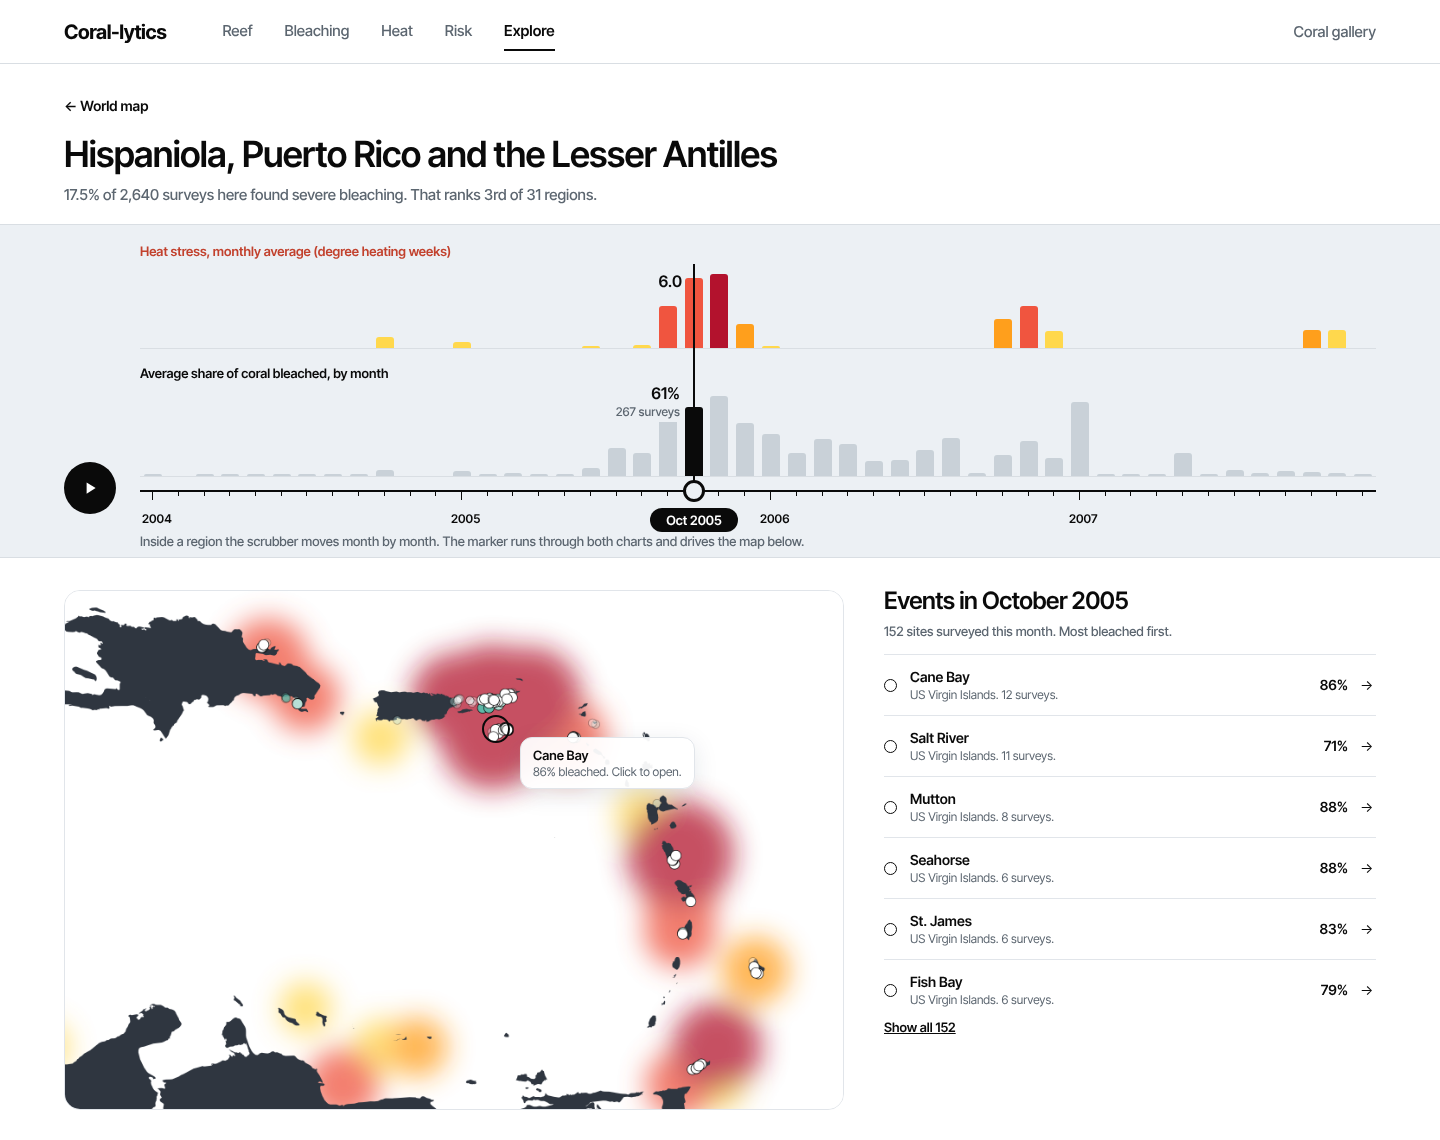 Coral-lytics
Reef
Bleaching
Heat
Risk
Explore
Coral gallery
← World map
Hispaniola, Puerto Rico and the Lesser Antilles
17.5% of 2,640 surveys here found severe bleaching. That ranks 3rd of 31 regions.
Heat stress, monthly average (degree heating weeks)
6.0
Average share of coral bleached, by month
61%
267 surveys
2004
2005
Oct 2005
2006
2007
Inside a region the scrubber moves month by month. The marker runs through both charts and drives the map below.
Cane Bay
86% bleached. Click to open.
Events in October 2005
152 sites surveyed this month. Most bleached first.
Cane Bay
US Virgin Islands. 12 surveys.
86% →
Salt River
US Virgin Islands. 11 surveys.
71% →
Mutton
US Virgin Islands. 8 surveys.
88% →
Seahorse
US Virgin Islands. 6 surveys.
88% →
St. James
US Virgin Islands. 6 surveys.
83% →
Fish Bay
US Virgin Islands. 6 surveys.
79% →
Show all 152